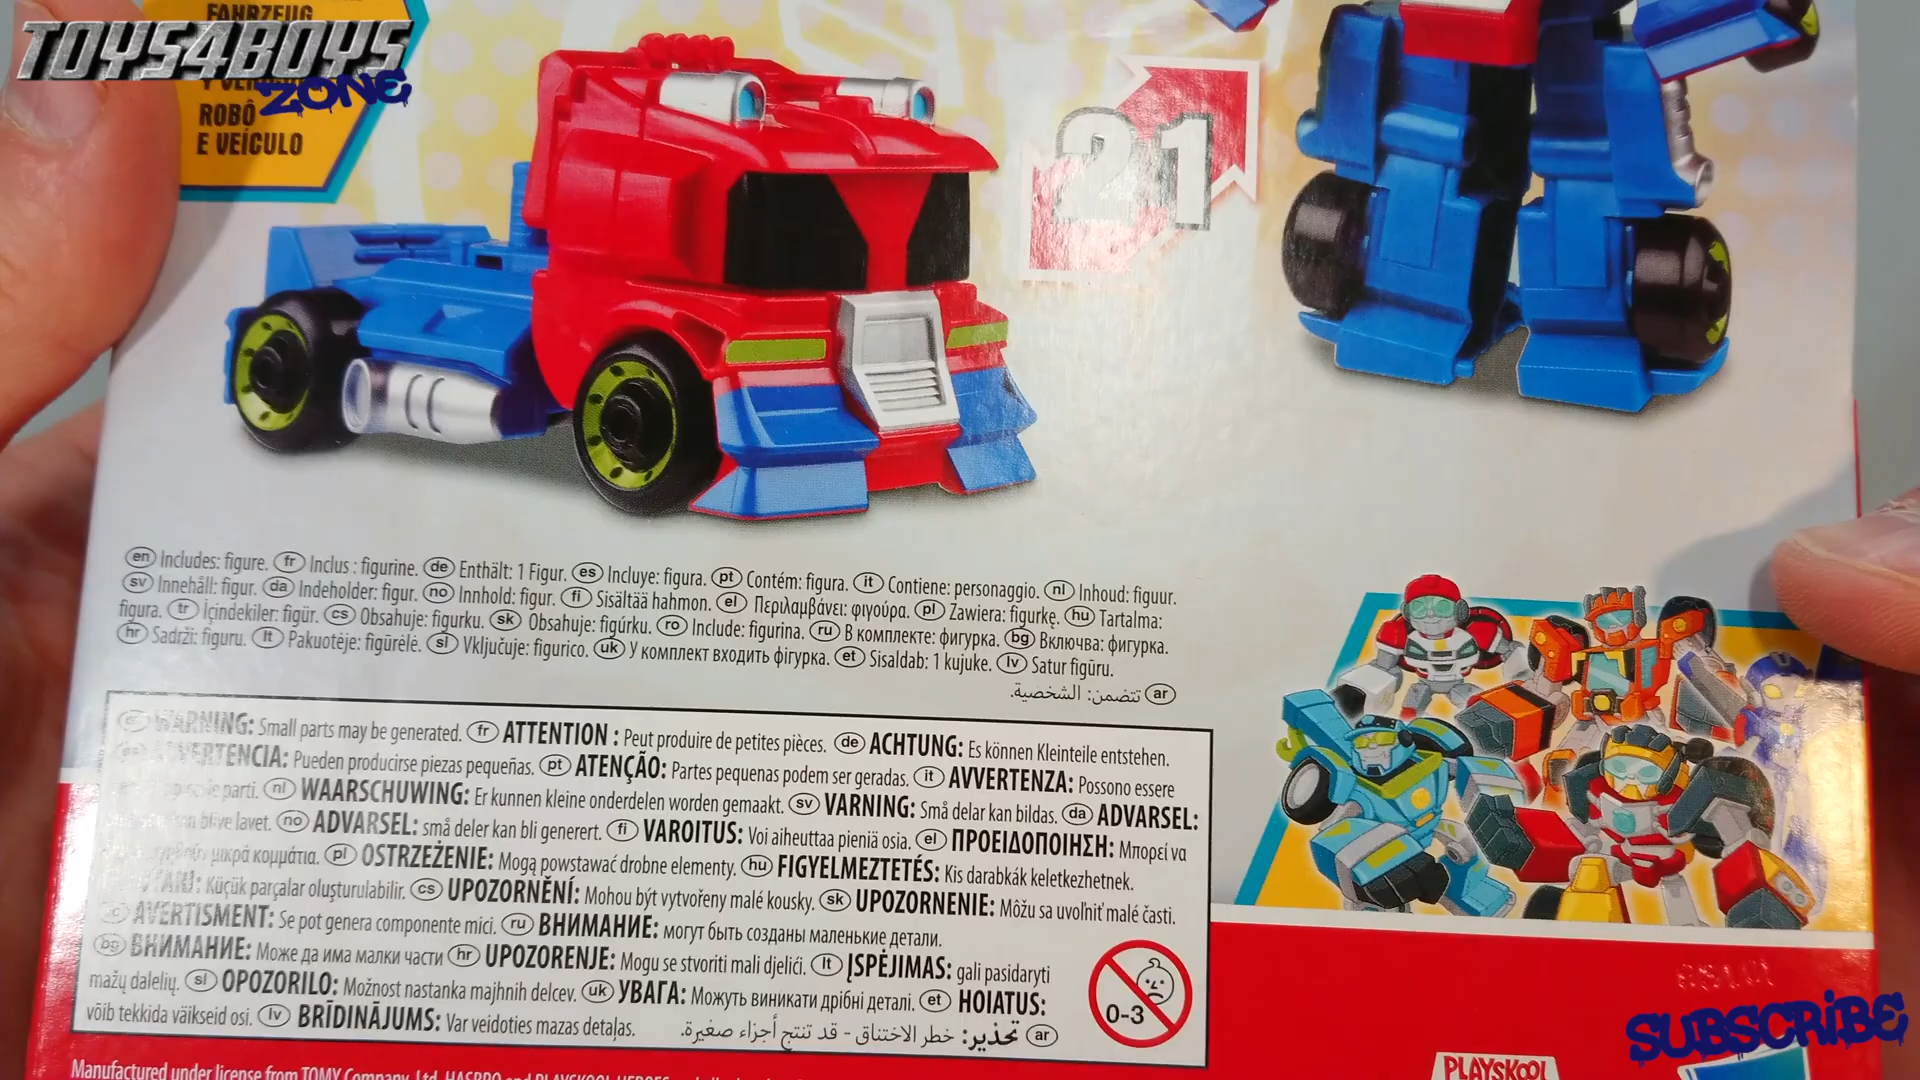 FAHRZEUG
TOYS4BOYS
ZONE
ROBÔ
E VEÍCULO
21
en Includes: figure. fr Inclus : figurine. de Enthält: 1 Figur. es Incluye: figura. pt Contém: figura. it Contiene: personaggio. nl Inhoud: figuur.
sv Innehåll: figur. da Indeholder: figur. no Innhold: figur. fi Sisältää hahmon. el Περιλαμβάνει: φιγούρα. pl Zawiera: figurkę. hu Tartalma:
figura. tr İçindekiler: figür. cs Obsahuje: figurku. sk Obsahuje: figúrku. ro Include: figurina. ru В комплекте: фигурка. bg Включва: фигурка.
hr Sadrži: figuru. lt Pakuotėje: figūrėlė. sl Vključuje: figurico. uk У комплект входить фігурка. et Sisaldab: 1 kujuke. lv Satur figūru.
ar تتضمن: الشخصية.
WARNING: Small parts may be generated. fr ATTENTION : Peut produire de petites pièces. de ACHTUNG: Es können Kleinteile entstehen.
ADVERTENCIA: Pueden producirse piezas pequeñas. pt ATENÇÃO: Partes pequenas podem ser geradas. it AVVERTENZA: Possono essere
parti. nl WAARSCHUWING: Er kunnen kleine onderdelen worden gemaakt. sv VARNING: Små delar kan bildas. da ADVARSEL:
kan blive lavet. no ADVARSEL: små deler kan bli generert. fi VAROITUS: Voi aiheuttaa pieniä osia. el ΠΡΟΕΙΔΟΠΟΙΗΣΗ: Μπορεί να
μικρά κομμάτια. pl OSTRZEŻENIE: Mogą powstawać drobne elementy. hu FIGYELMEZTETÉS: Kis darabkák keletkezhetnek.
Küçük parçalar oluşturulabilir. cs UPOZORNĚNÍ: Mohou být vytvořeny malé kousky. sk UPOZORNENIE: Môžu sa uvoľniť malé časti.
AVERTISMENT: Se pot genera componente mici. ru ВНИМАНИЕ: могут быть созданы маленькие детали.
bg ВНИМАНИЕ: Може да има малки части hr UPOZORENJE: Mogu se stvoriti mali djelići. lt ĮSPĖJIMAS: gali pasidaryti
mažų dalelių. sl OPOZORILO: Možnost nastanka majhnih delcev. uk УВАГА: Можуть виникати дрібні деталі. et HOIATUS:
võib tekkida väikseid osi. lv BRĪDINĀJUMS: Var veidoties mazas detaļas. ar تحذير: خطر الاختناق - قد تنتج أجزاء صغيرة.
0-3
SUBSCRIBE
PLAYSKOOL
Manufactured under license from TOMY Company, Ltd. HASBRO and PLAYSKOOL HEROES